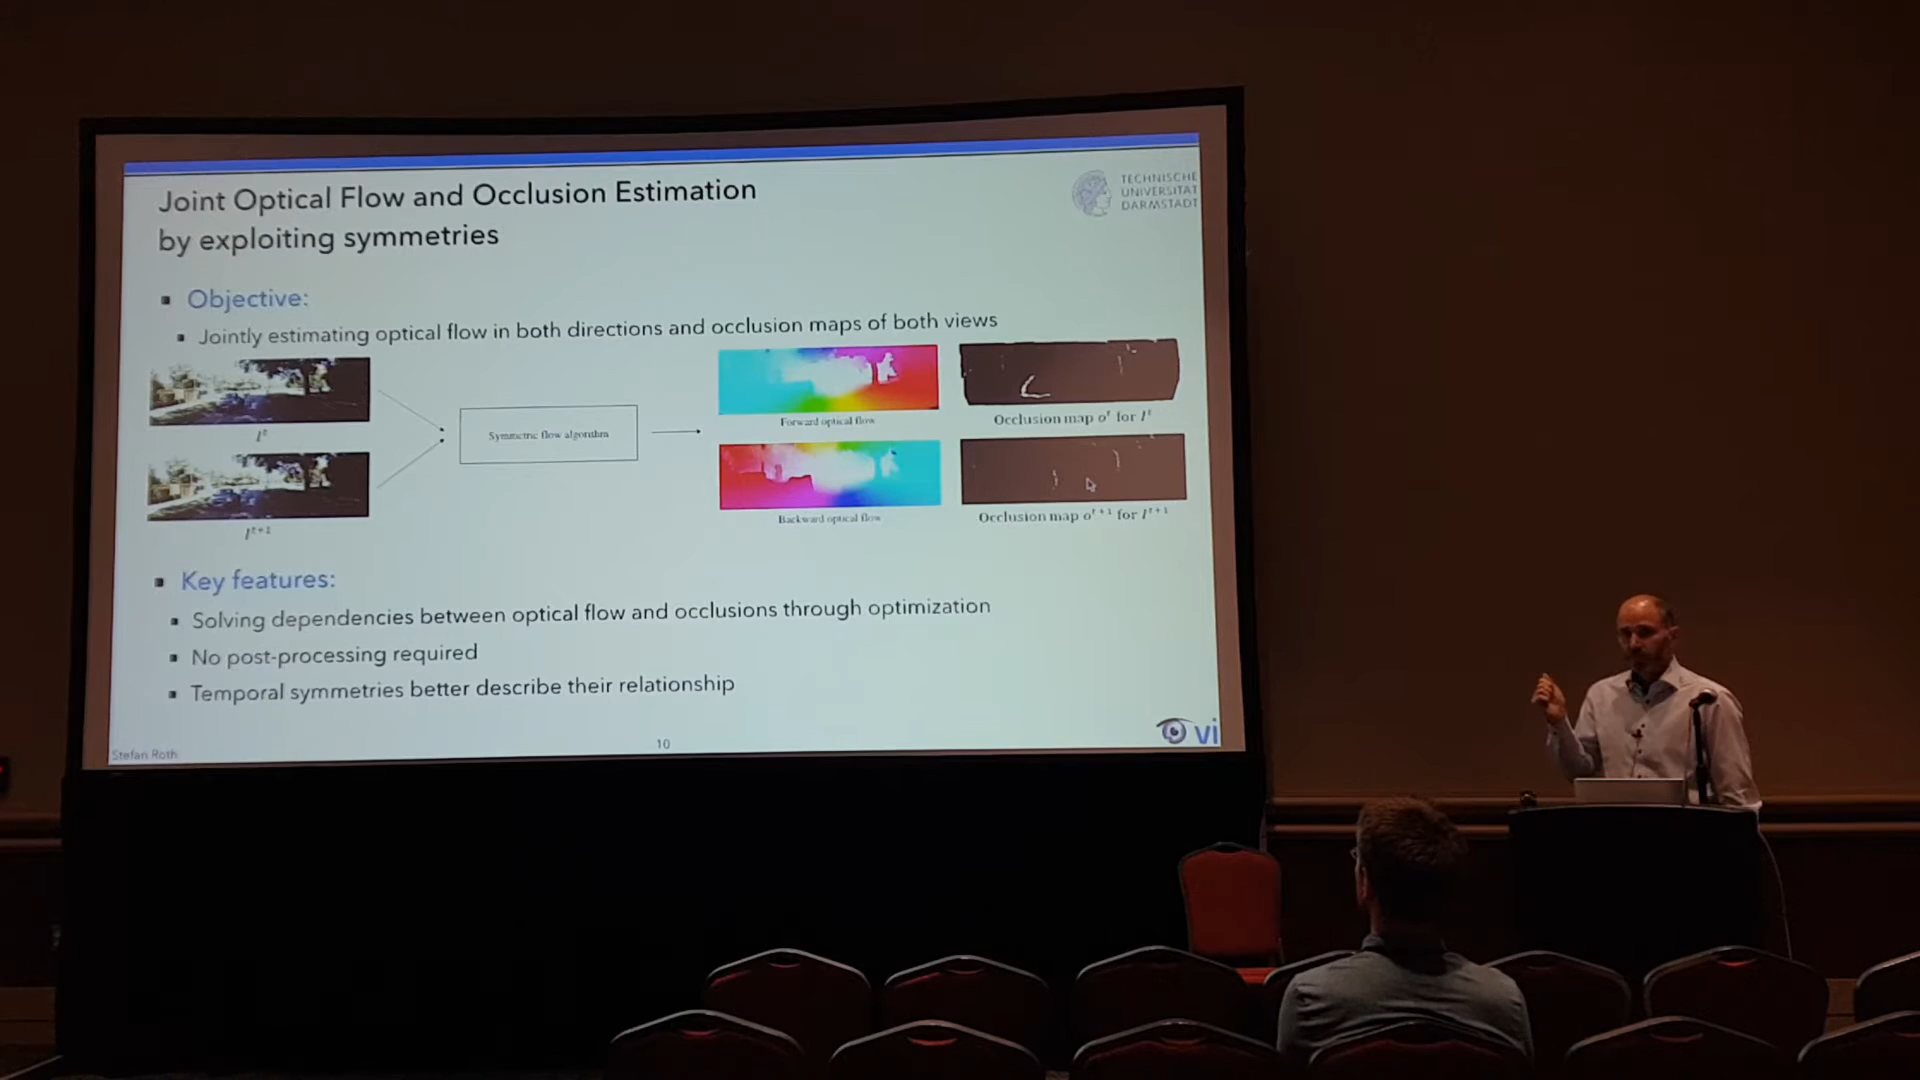 Joint Optical Flow and Occlusion Estimation
by exploiting symmetries
TECHNISCHE
UNIVERSITAT
DARMSTADT
Objective:
Jointly estimating optical flow in both directions and occlusion maps of both views
I^t
I^{t+1}
Symmetric flow algorithm
Forward optical flow
Occlusion map o^t for I^t
Backward optical flow
Occlusion map o^{t+1} for I^{t+1}
Key features:
Solving dependencies between optical flow and occlusions through optimization
No post-processing required
Temporal symmetries better describe their relationship
Stefan Roth
10
vi